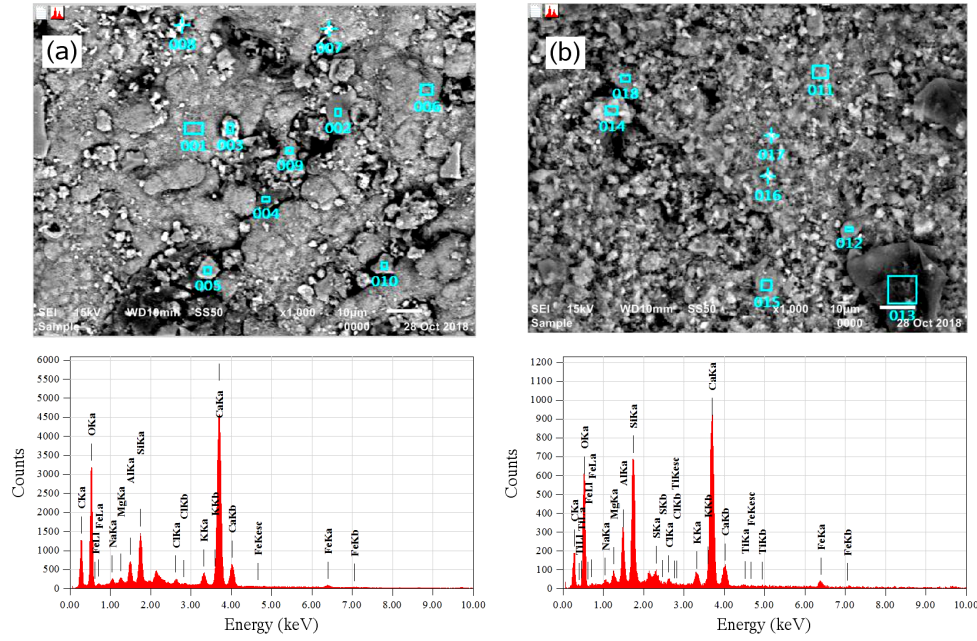 (a)
008
007
006
002
001
003
009
004
005
010
SEI 15kV WD10mm SS50 x1,000 10µm
Sample 0000 28 Oct 2018
(b)
011
018
014
017
016
012
015
013
SEI 15kV WD10mm SS50 x1,000 10µm
Sample 0000 28 Oct 2018
Counts
6000
5500
5000
4500
4000
3500
3000
2500
2000
1500
1000
500
0
CKa
OKa
FeLl
FeLa
NaKa
MgKa
AlKa
SiKa
ClKa
ClKb
KKa
KKb
CaKa
CaKb
FeKesc
FeKa
FeKb
0.00 1.00 2.00 3.00 4.00 5.00 6.00 7.00 8.00 9.00 10.00
Energy (keV)
Counts
1200
1100
1000
900
800
700
600
500
400
300
200
100
0
CKa
TiLl
TiLa
OKa
FeLl
FeLa
NaKa
MgKa
AlKa
SiKa
SKa
SKb
ClKa
ClKb
TiKesc
KKa
KKb
CaKa
CaKb
TiKa
FeKesc
TiKb
FeKa
FeKb
0.00 1.00 2.00 3.00 4.00 5.00 6.00 7.00 8.00 9.00 10.00
Energy (keV)